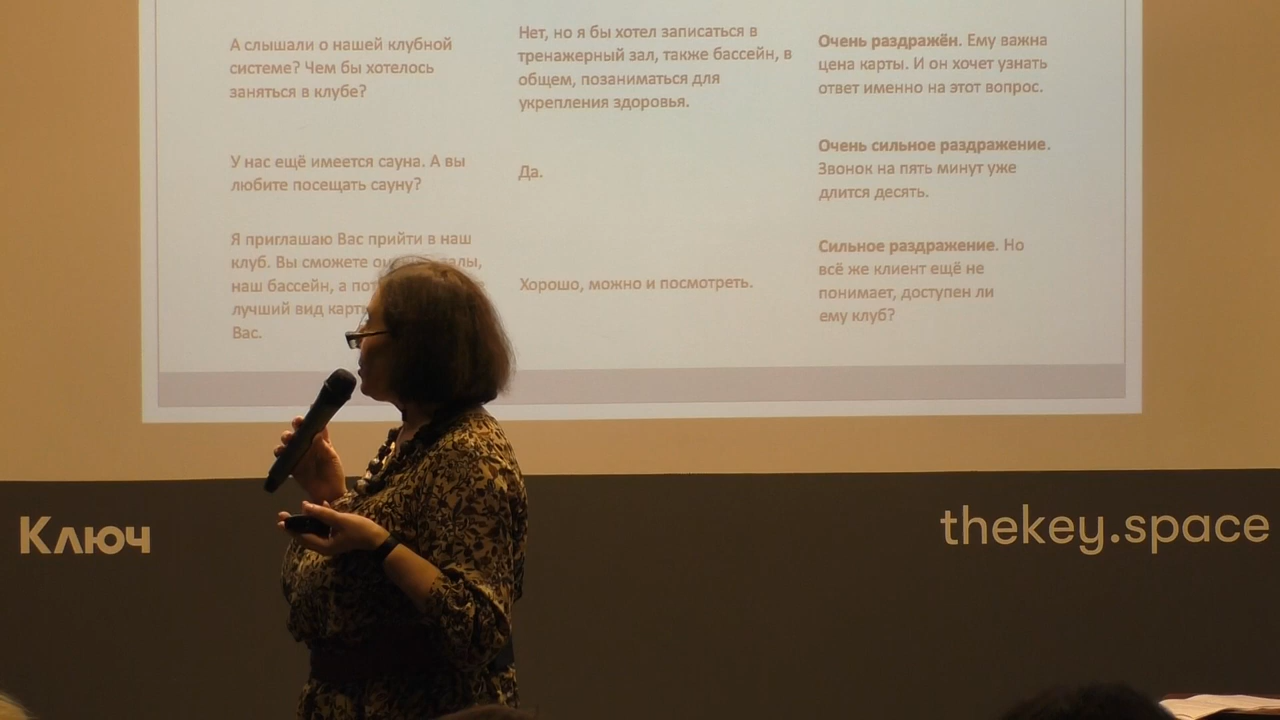 А слышали о нашей клубной
системе? Чем бы хотелось
заняться в клубе?
Нет, но я бы хотел записаться в
тренажерный зал, также бассейн, в
общем, позаниматься для
укрепления здоровья.
Очень раздражён. Ему важна
цена карты. И он хочет узнать
ответ именно на этот вопрос.
У нас ещё имеется сауна. А вы
любите посещать сауну?
Да.
Очень сильное раздражение.
Звонок на пять минут уже
длится десять.
Я приглашаю Вас прийти в наш
клуб. Вы сможете
наш бассейн, а
лучший вид
Вас.
Хорошо, можно и посмотреть.
Сильное раздражение. Но
всё же клиент ещё не
понимает, доступен ли
ему клуб?
Ключ
thekey.space